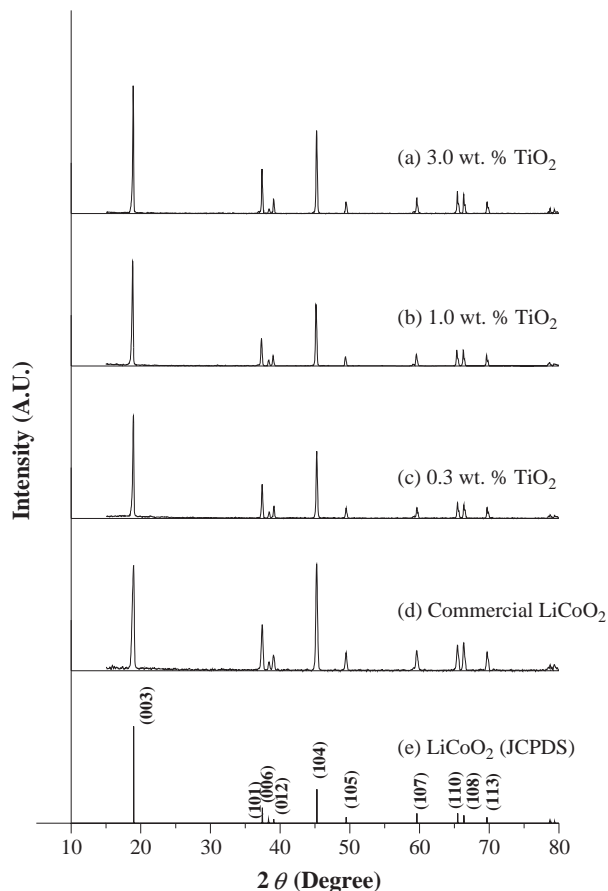 (a) 3.0 wt. % TiO₂
(b) 1.0 wt. % TiO₂
(c) 0.3 wt. % TiO₂
(d) Commercial LiCoO₂
(e) LiCoO₂ (JCPDS)
Intensity (A.U.)
(003)
(101)
(006)
(012)
(104)
(105)
(107)
(110)
(108)
(113)
10 20 30 40 50 60 70 80
2 θ (Degree)